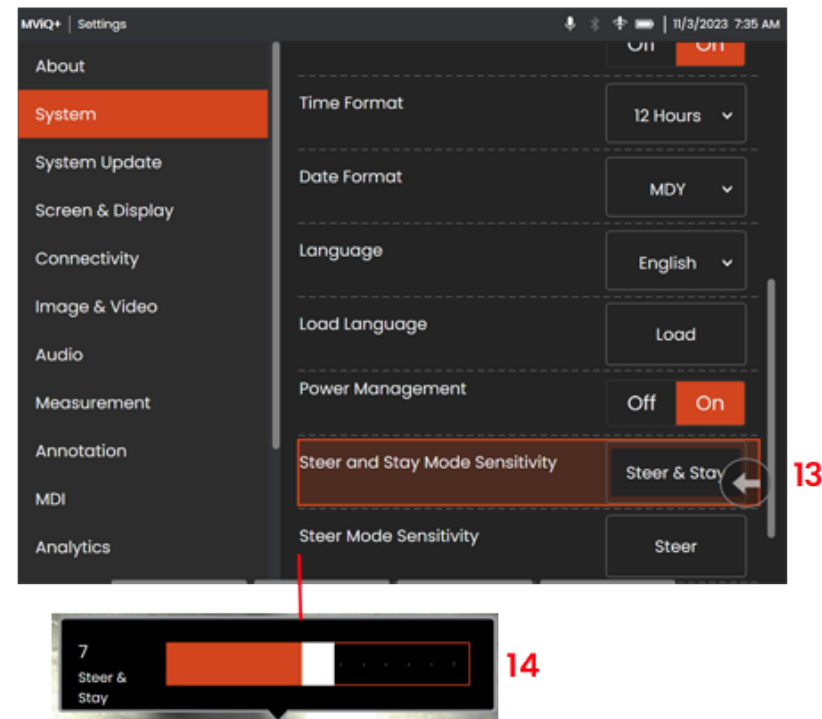 MViQ+ | Settings
11/3/2023 7:35 AM
About
System
System Update
Screen & Display
Connectivity
Image & Video
Audio
Measurement
Annotation
MDI
Analytics
Off On
Time Format
12 Hours
Date Format
MDY
Language
English
Load Language
Load
Power Management
Off On
Steer and Stay Mode Sensitivity
Steer & Stay
13
Steer Mode Sensitivity
Steer
7
Steer &
Stay
14